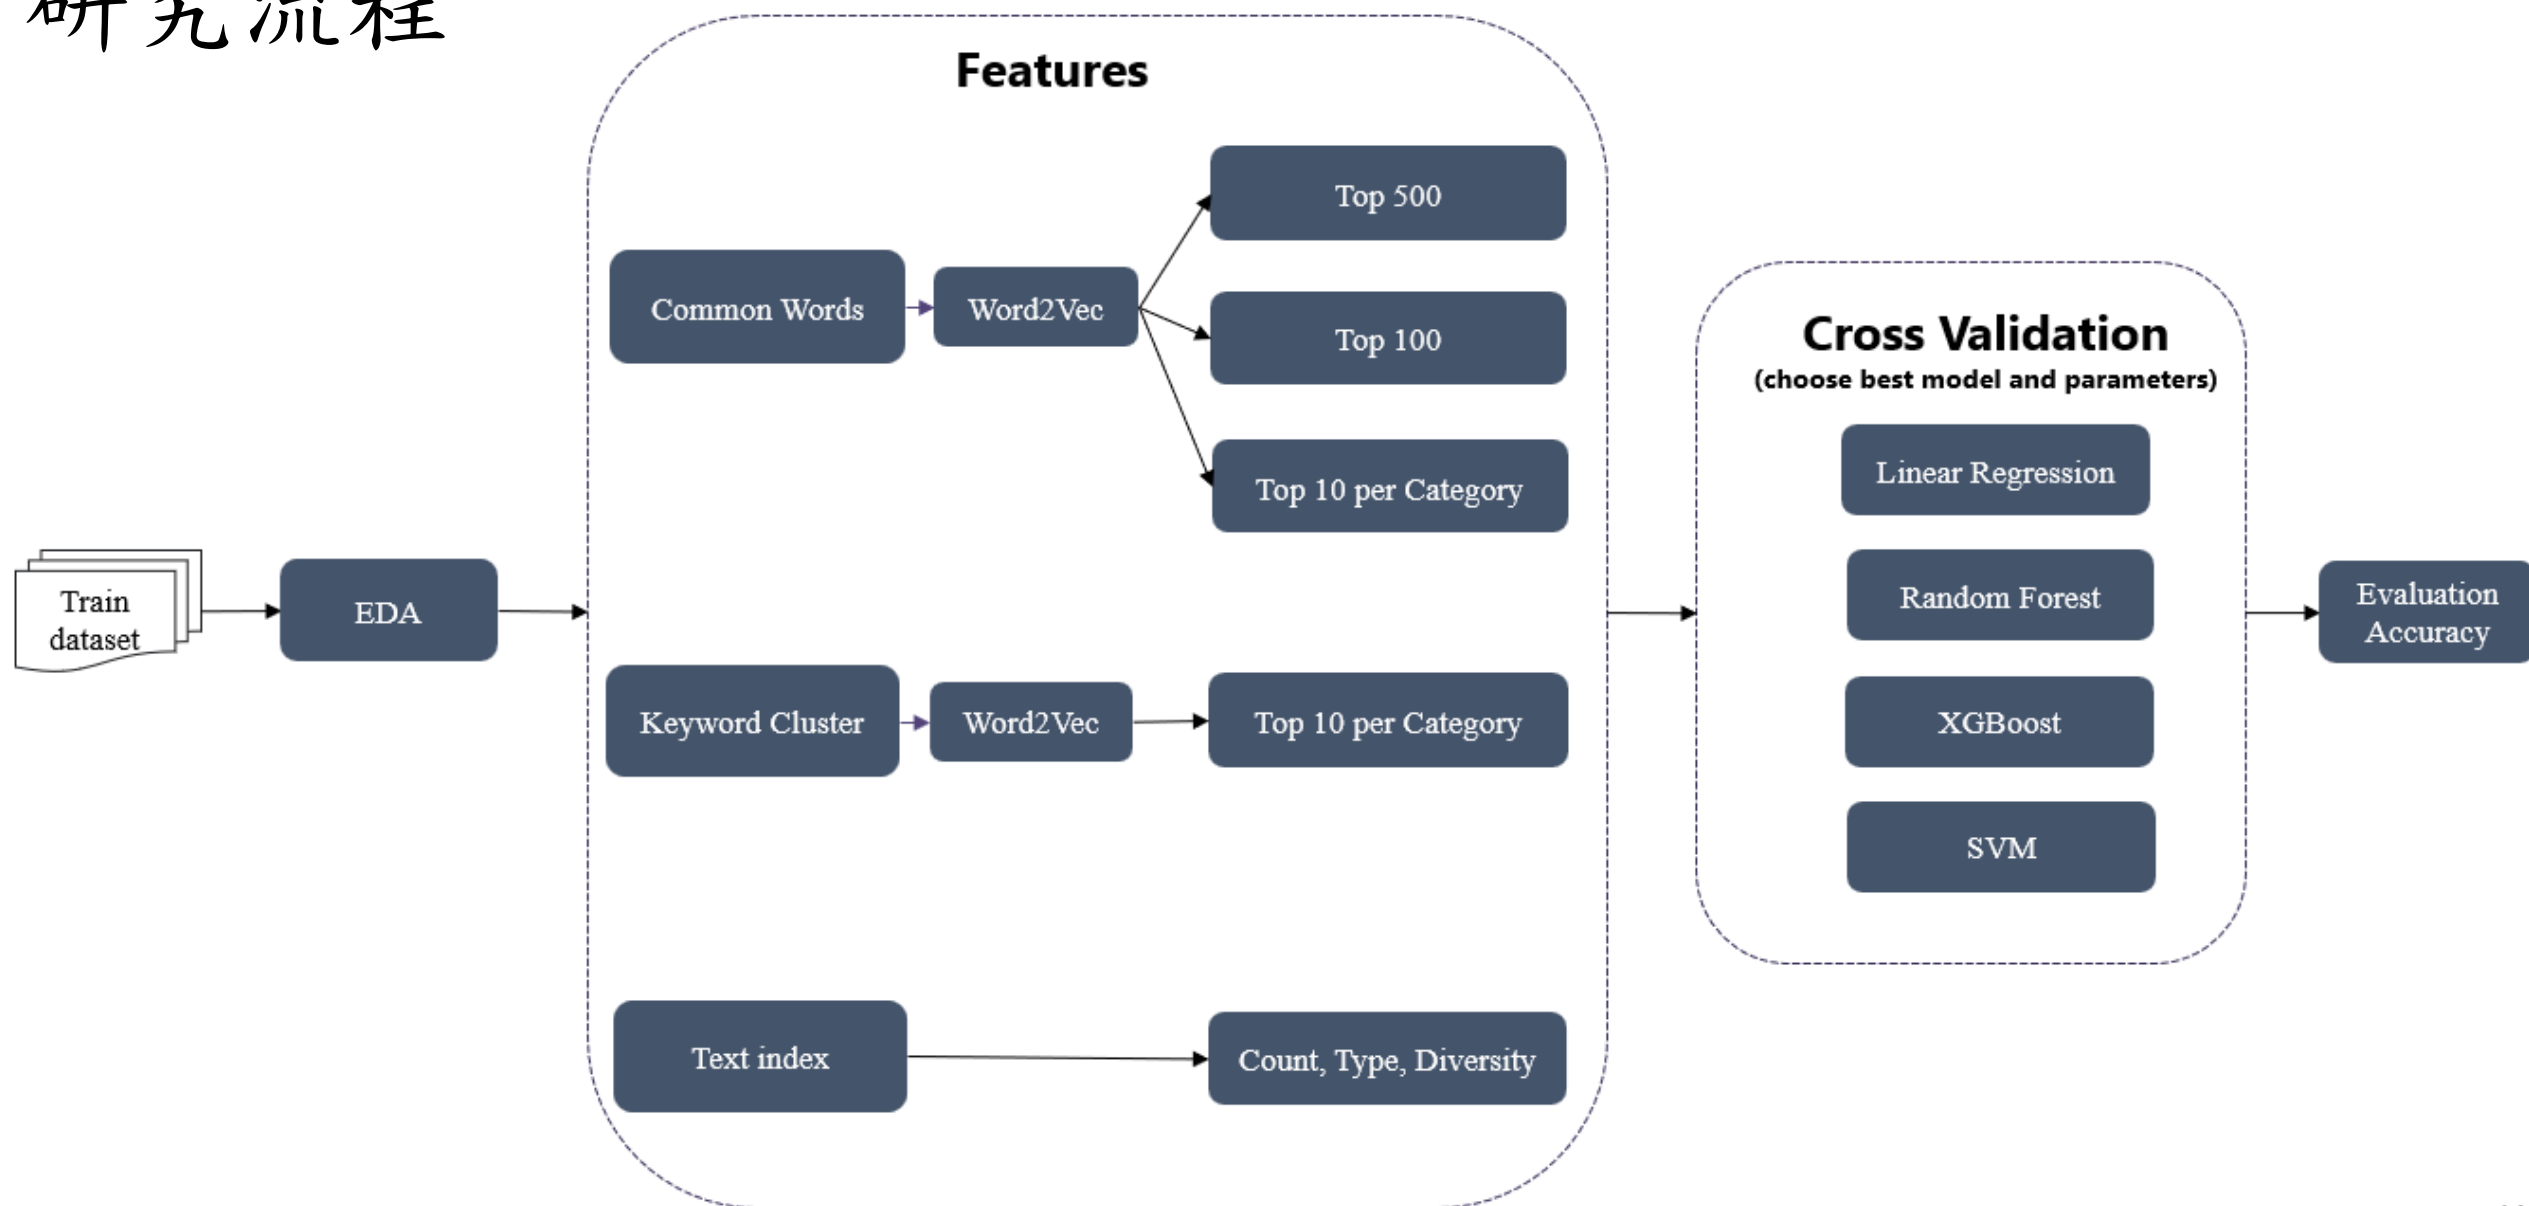 研究流程
Features
Top 500
Common Words
Word2Vec
Top 100
Top 10 per Category
Train
dataset
EDA
Keyword Cluster
Word2Vec
Top 10 per Category
Text index
Count, Type, Diversity
Cross Validation
(choose best model and parameters)
Linear Regression
Random Forest
XGBoost
SVM
Evaluation
Accuracy